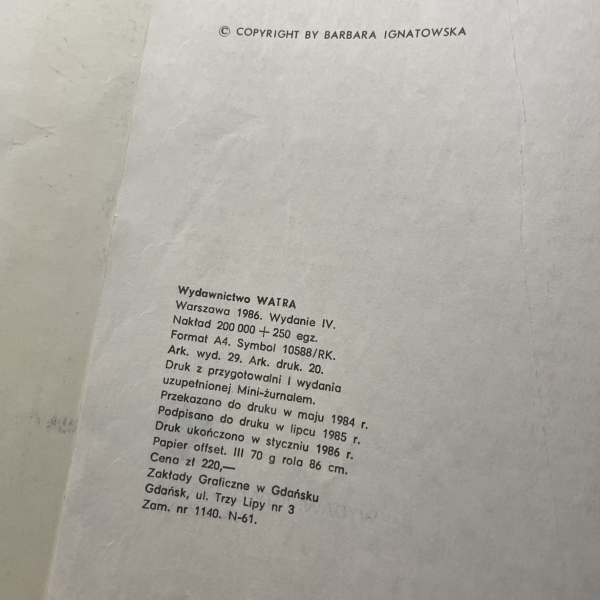 © COPYRIGHT BY BARBARA IGNATOWSKA
Wydawnictwo WATRA
Warszawa 1986. Wydanie IV.
Nakład 200 000 + 250 egz.
Format A4. Symbol 10588/RK.
Ark. wyd. 29. Ark. druk. 20.
Druk z przygotowalni I wydania
uzupełnionej Mini-żurnalem.
Przekazano do druku w maju 1984 r.
Podpisano do druku w lipcu 1985 r.
Druk ukończono w styczniu 1986 r.
Papier offset. III 70 g rola 86 cm.
Cena zł 220,—
Zakłady Graficzne w Gdańsku
Gdańsk, ul. Trzy Lipy nr 3
Zam. nr 1140. N-61.